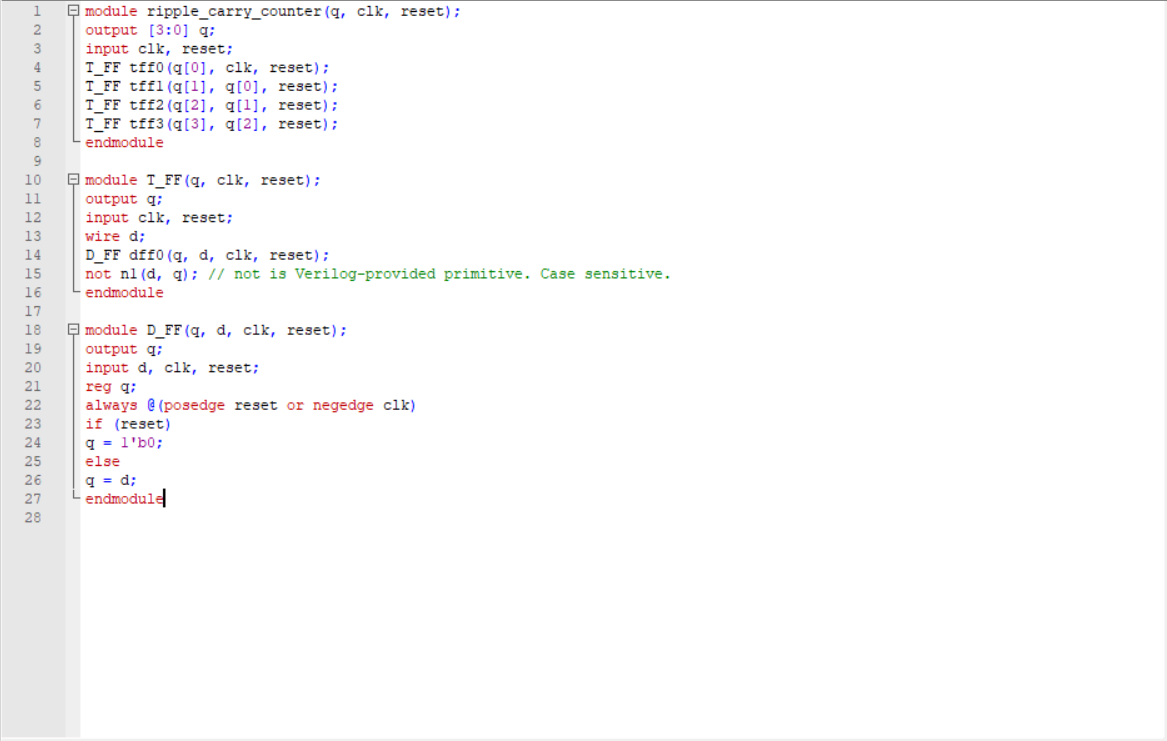 1 module ripple_carry_counter(q, clk, reset);
2 output [3:0] q;
3 input clk, reset;
4 T_FF tff0(q[0], clk, reset);
5 T_FF tff1(q[1], q[0], reset);
6 T_FF tff2(q[2], q[1], reset);
7 T_FF tff3(q[3], q[2], reset);
8 endmodule
9
10 module T_FF(q, clk, reset);
11 output q;
12 input clk, reset;
13 wire d;
14 D_FF dff0(q, d, clk, reset);
15 not n1(d, q); // not is Verilog-provided primitive. Case sensitive.
16 endmodule
17
18 module D_FF(q, d, clk, reset);
19 output q;
20 input d, clk, reset;
21 reg q;
22 always @(posedge reset or negedge clk)
23 if (reset)
24 q = 1'b0;
25 else
26 q = d;
27 endmodule
28